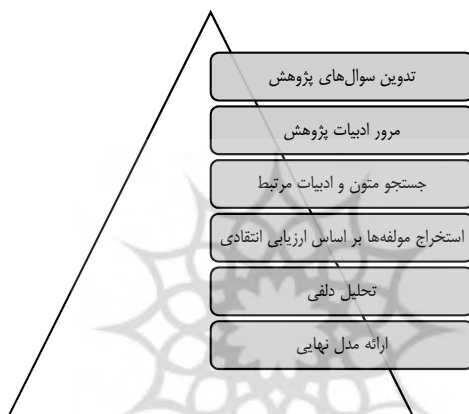 تدوین سوال‌های پژوهش
مرور ادبیات پژوهش
جستجو متون و ادبیات مرتبط
استخراج مولفه‌ها بر اساس ارزیابی انتقادی
تحلیل دلفی
ارائه مدل نهایی